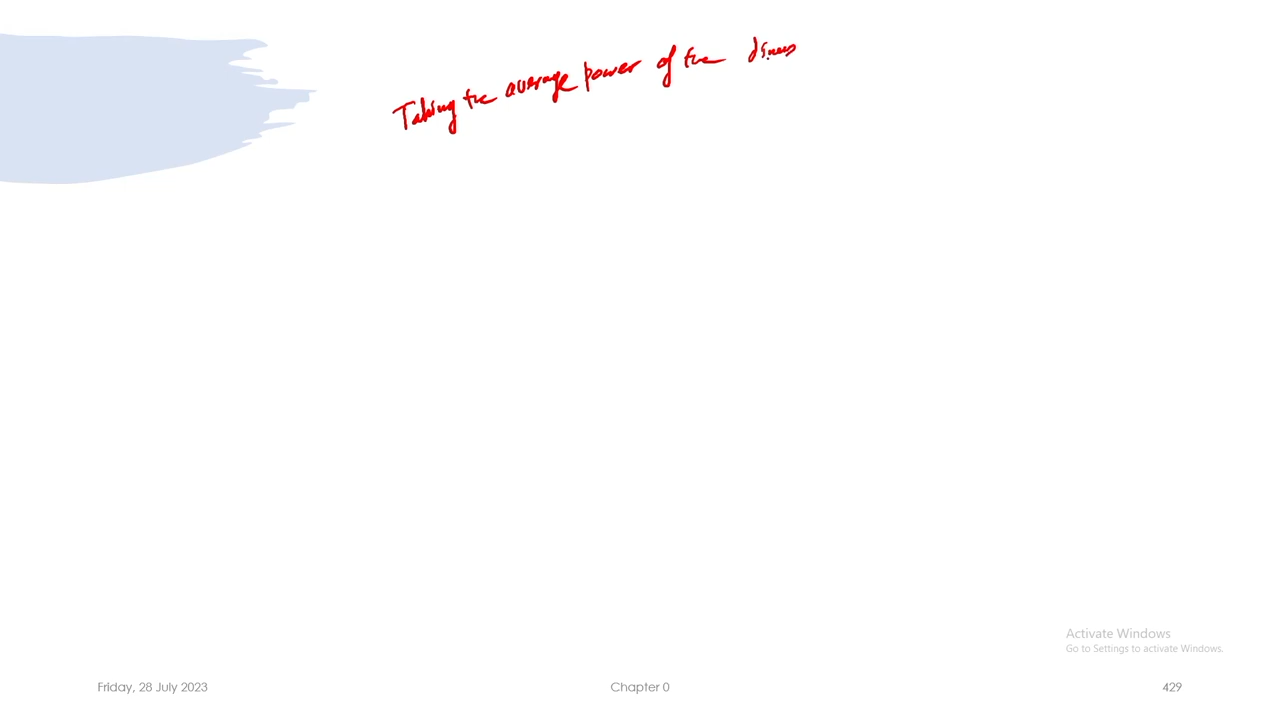 Taking the average power of the
Activate Windows
Go to Settings to activate Windows.
Friday, 28 July 2023
Chapter 0
429